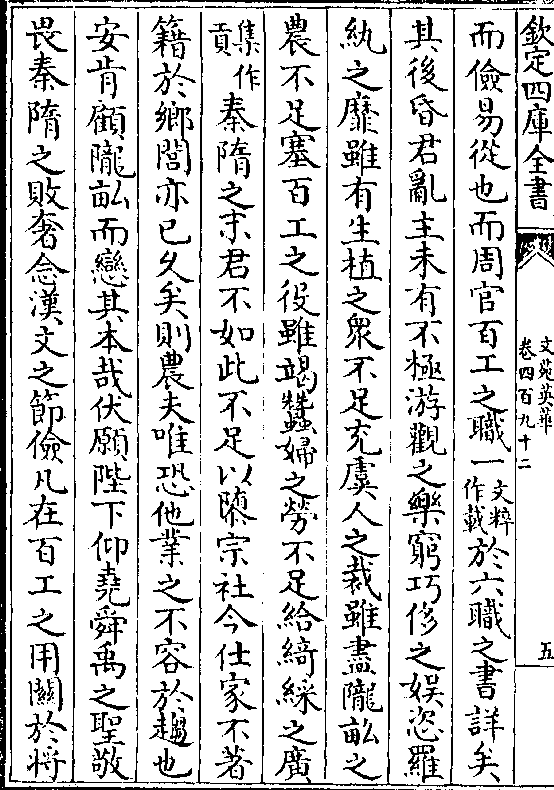 欽定四庫全書
文苑英華
卷四百九十二
五
而儉易從也而周官百工之職一文粹作載於六職之書詳矣
其後昏君亂主未有不極游觀之樂窮巧侈之娛恣羅
紈之靡雖有生植之衆不足充虞人之裁雖盡隴畝之
農不足塞百工之役雖竭蠶婦之勞不足給綺綵之廣
集作貢秦隋之末君不如此不足以隳宗社今仕家不著
籍於鄉閭亦已久矣則農夫唯恐他業之不容於趨也
安肯顧隴畝而戀其本哉伏願陛下仰堯舜禹之聖敬
畏秦隋之敗奢念漢文之節儉凡在百工之用關於將